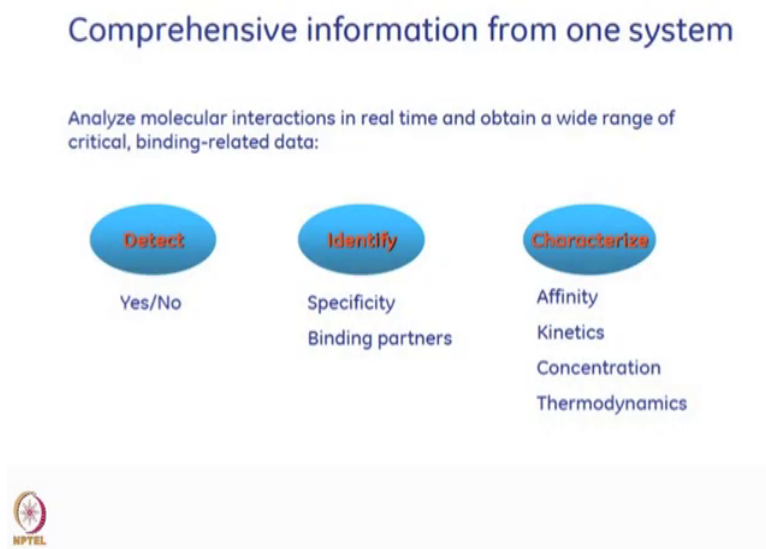 Comprehensive information from one system
Analyze molecular interactions in real time and obtain a wide range of
critical, binding-related data:
Detect
Yes/No
Identify
Specificity
Binding partners
Characterize
Affinity
Kinetics
Concentration
Thermodynamics
NPTEL